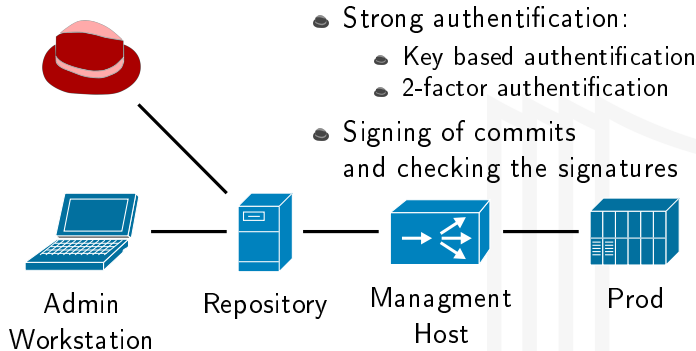 Strong authentification:
Key based authentification
2-factor authentification
Signing of commits
and checking the signatures
Admin
Workstation
Repository
Managment
Host
Prod